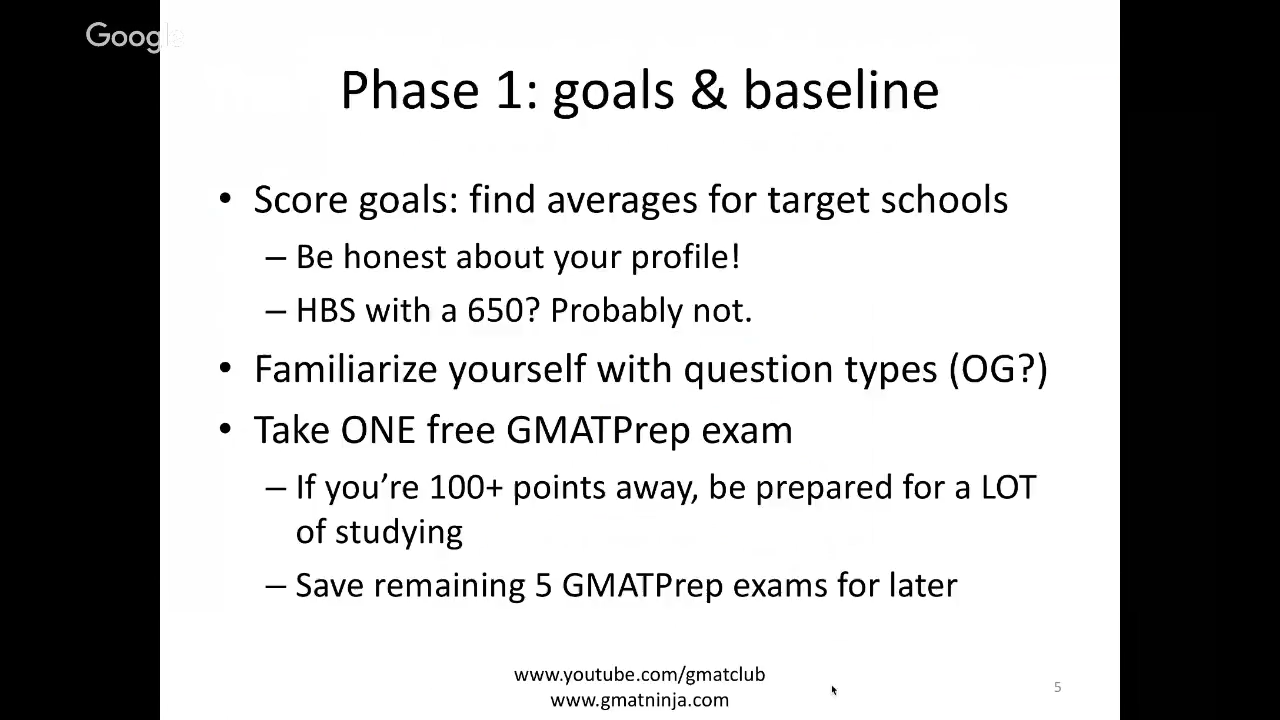 Google
Phase 1: goals & baseline
• Score goals: find averages for target schools
– Be honest about your profile!
– HBS with a 650? Probably not.
• Familiarize yourself with question types (OG?)
• Take ONE free GMATPrep exam
– If you’re 100+ points away, be prepared for a LOT
of studying
– Save remaining 5 GMATPrep exams for later
www.youtube.com/gmatclub
www.gmatninja.com
5